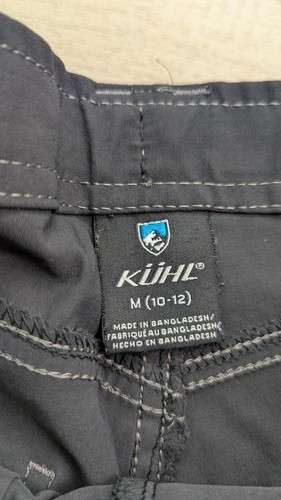 KÜHL®
M (10-12)
MADE IN BANGLADESH/
FABRIQUÉ AU BANGLADESH/
HECHO EN BANGLADESH